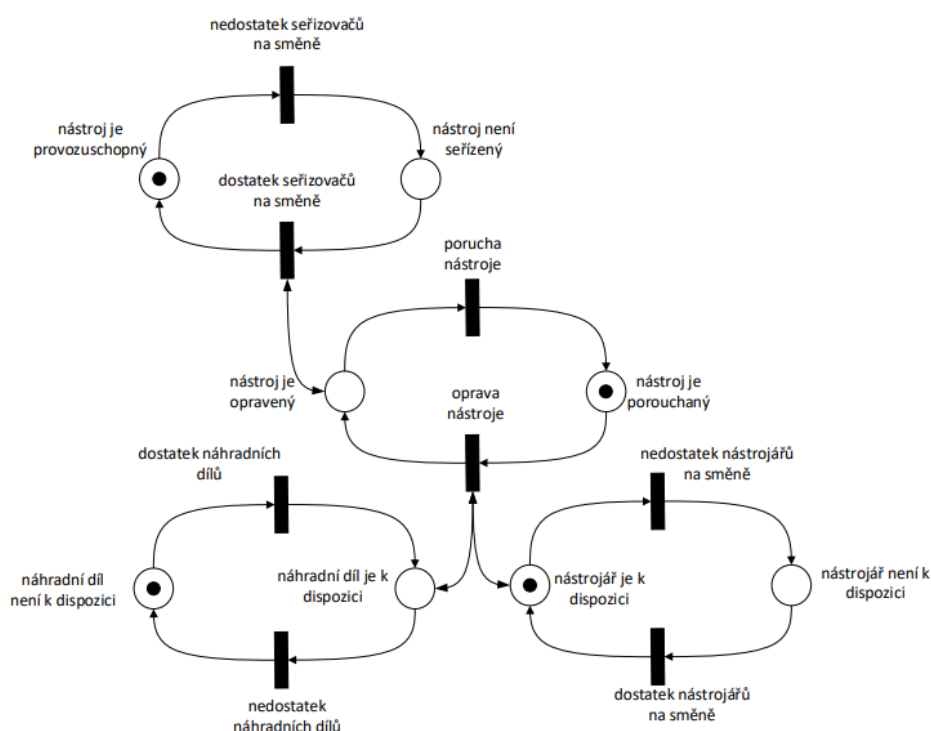 nedostatek seřizovačů
na směně
nástroj je
provozuschopný
nástroj není
seřízený
dostatek seřizovačů
na směně
porucha
nástroje
nástroj je
opravený
oprava
nástroje
nástroj je
porouchaný
dostatek náhradních
dílů
nedostatek nástrojářů
na směně
náhradní díl
není k dispozici
náhradní díl je k
dispozici
nástrojář je k
dispozici
nástrojář není k
dispozici
nedostatek
náhradních dílů
dostatek nástrojářů
na směně